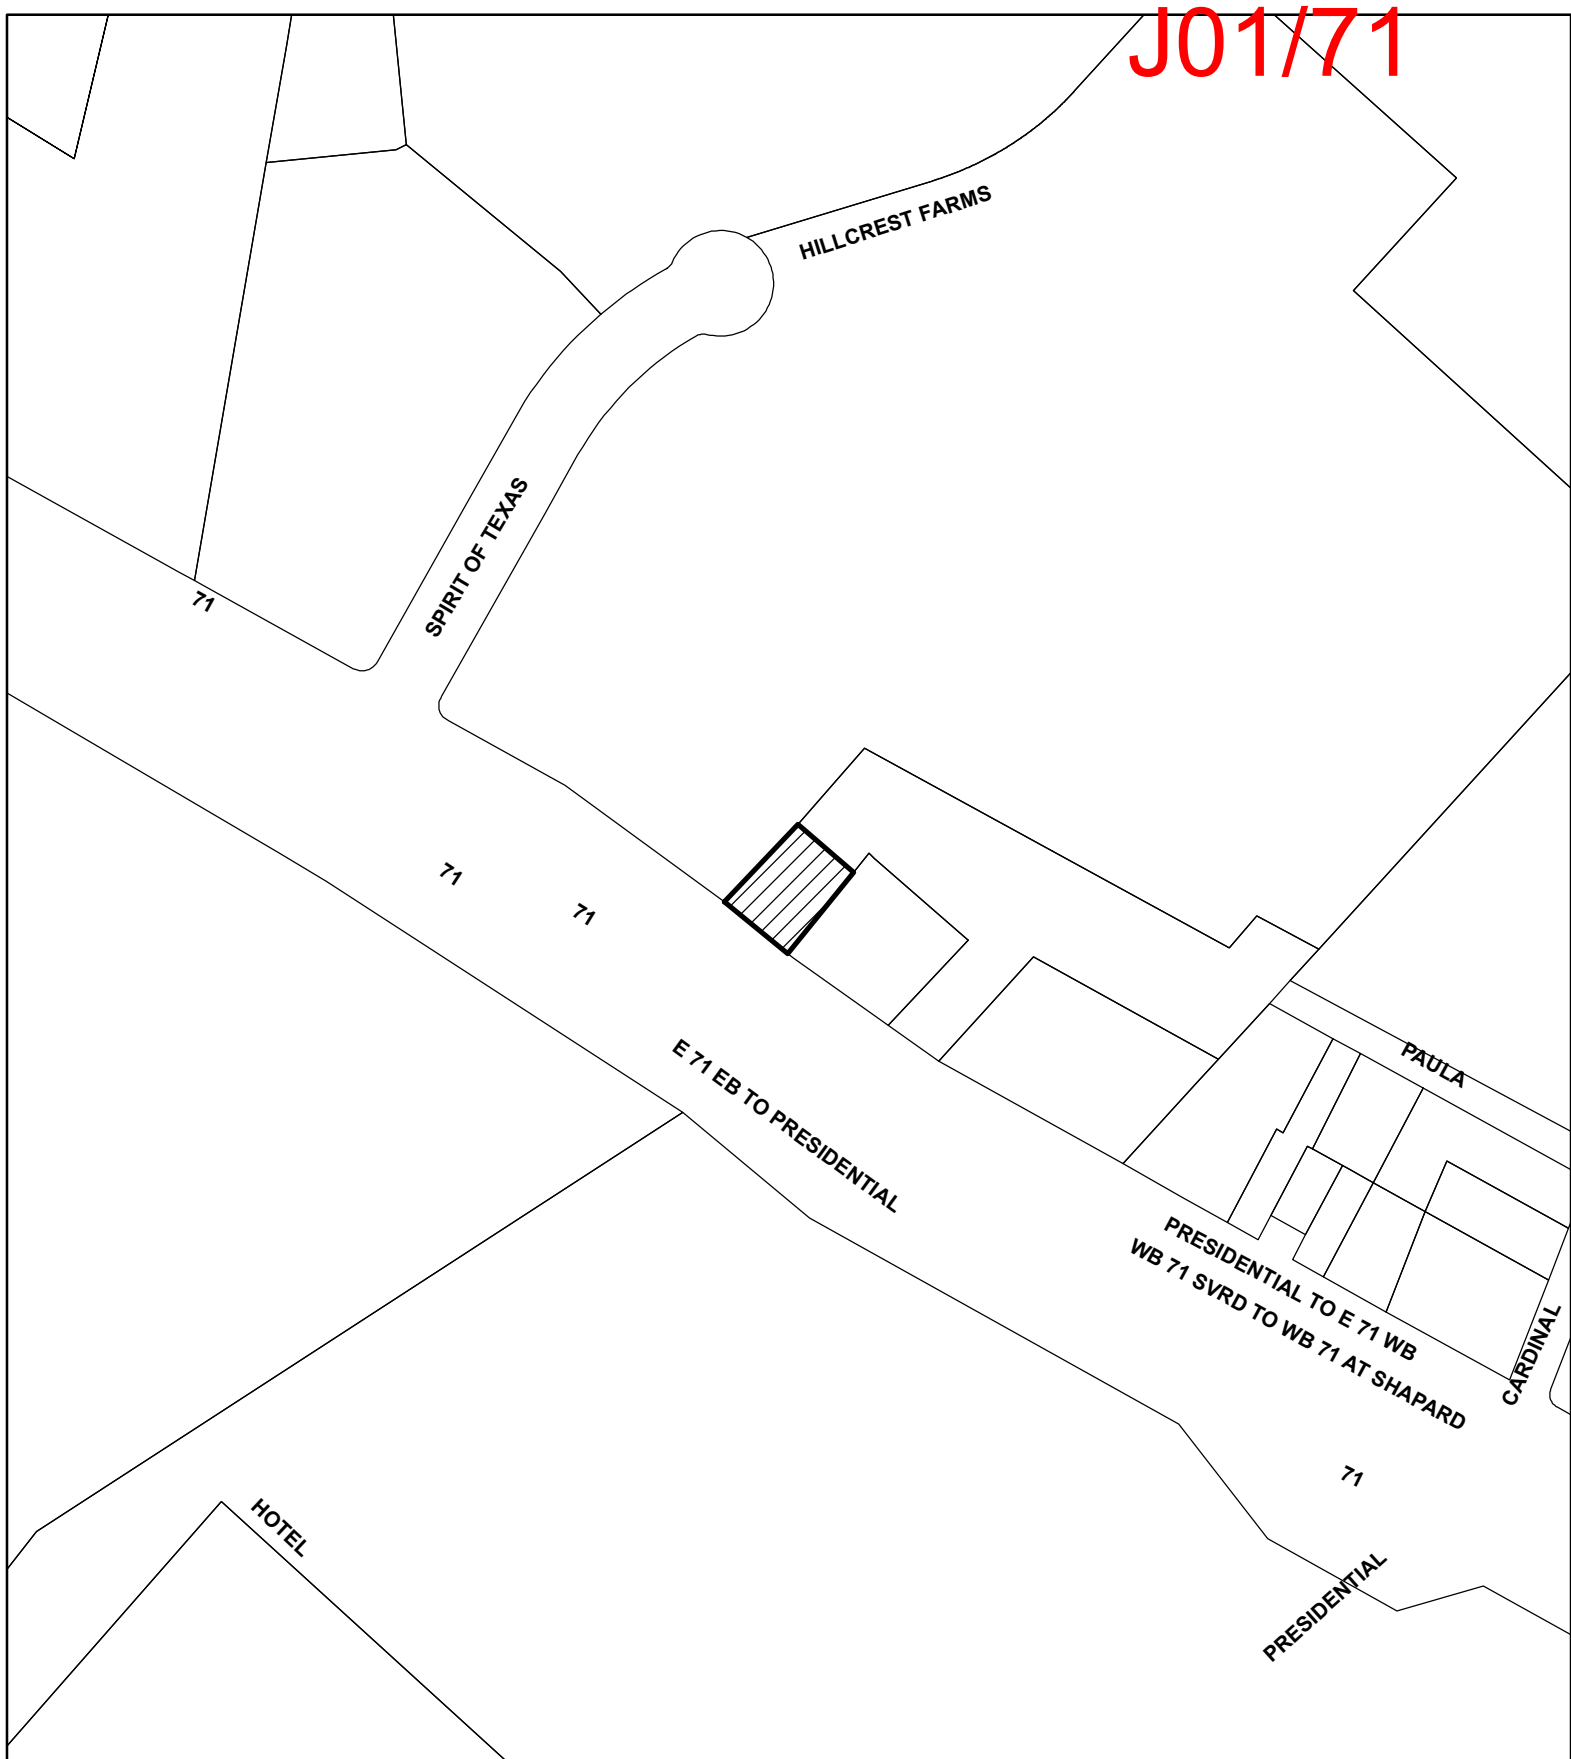 J01/71
HILLCREST FARMS
SPIRIT OF TEXAS
71
71
71
E 71 EB TO PRESIDENTIAL
PAULA
PRESIDENTIAL TO E 71 WB
WB 71 SVRD TO WB 71 AT SHAPARD
CARDINAL
71
HOTEL
PRESIDENTIAL